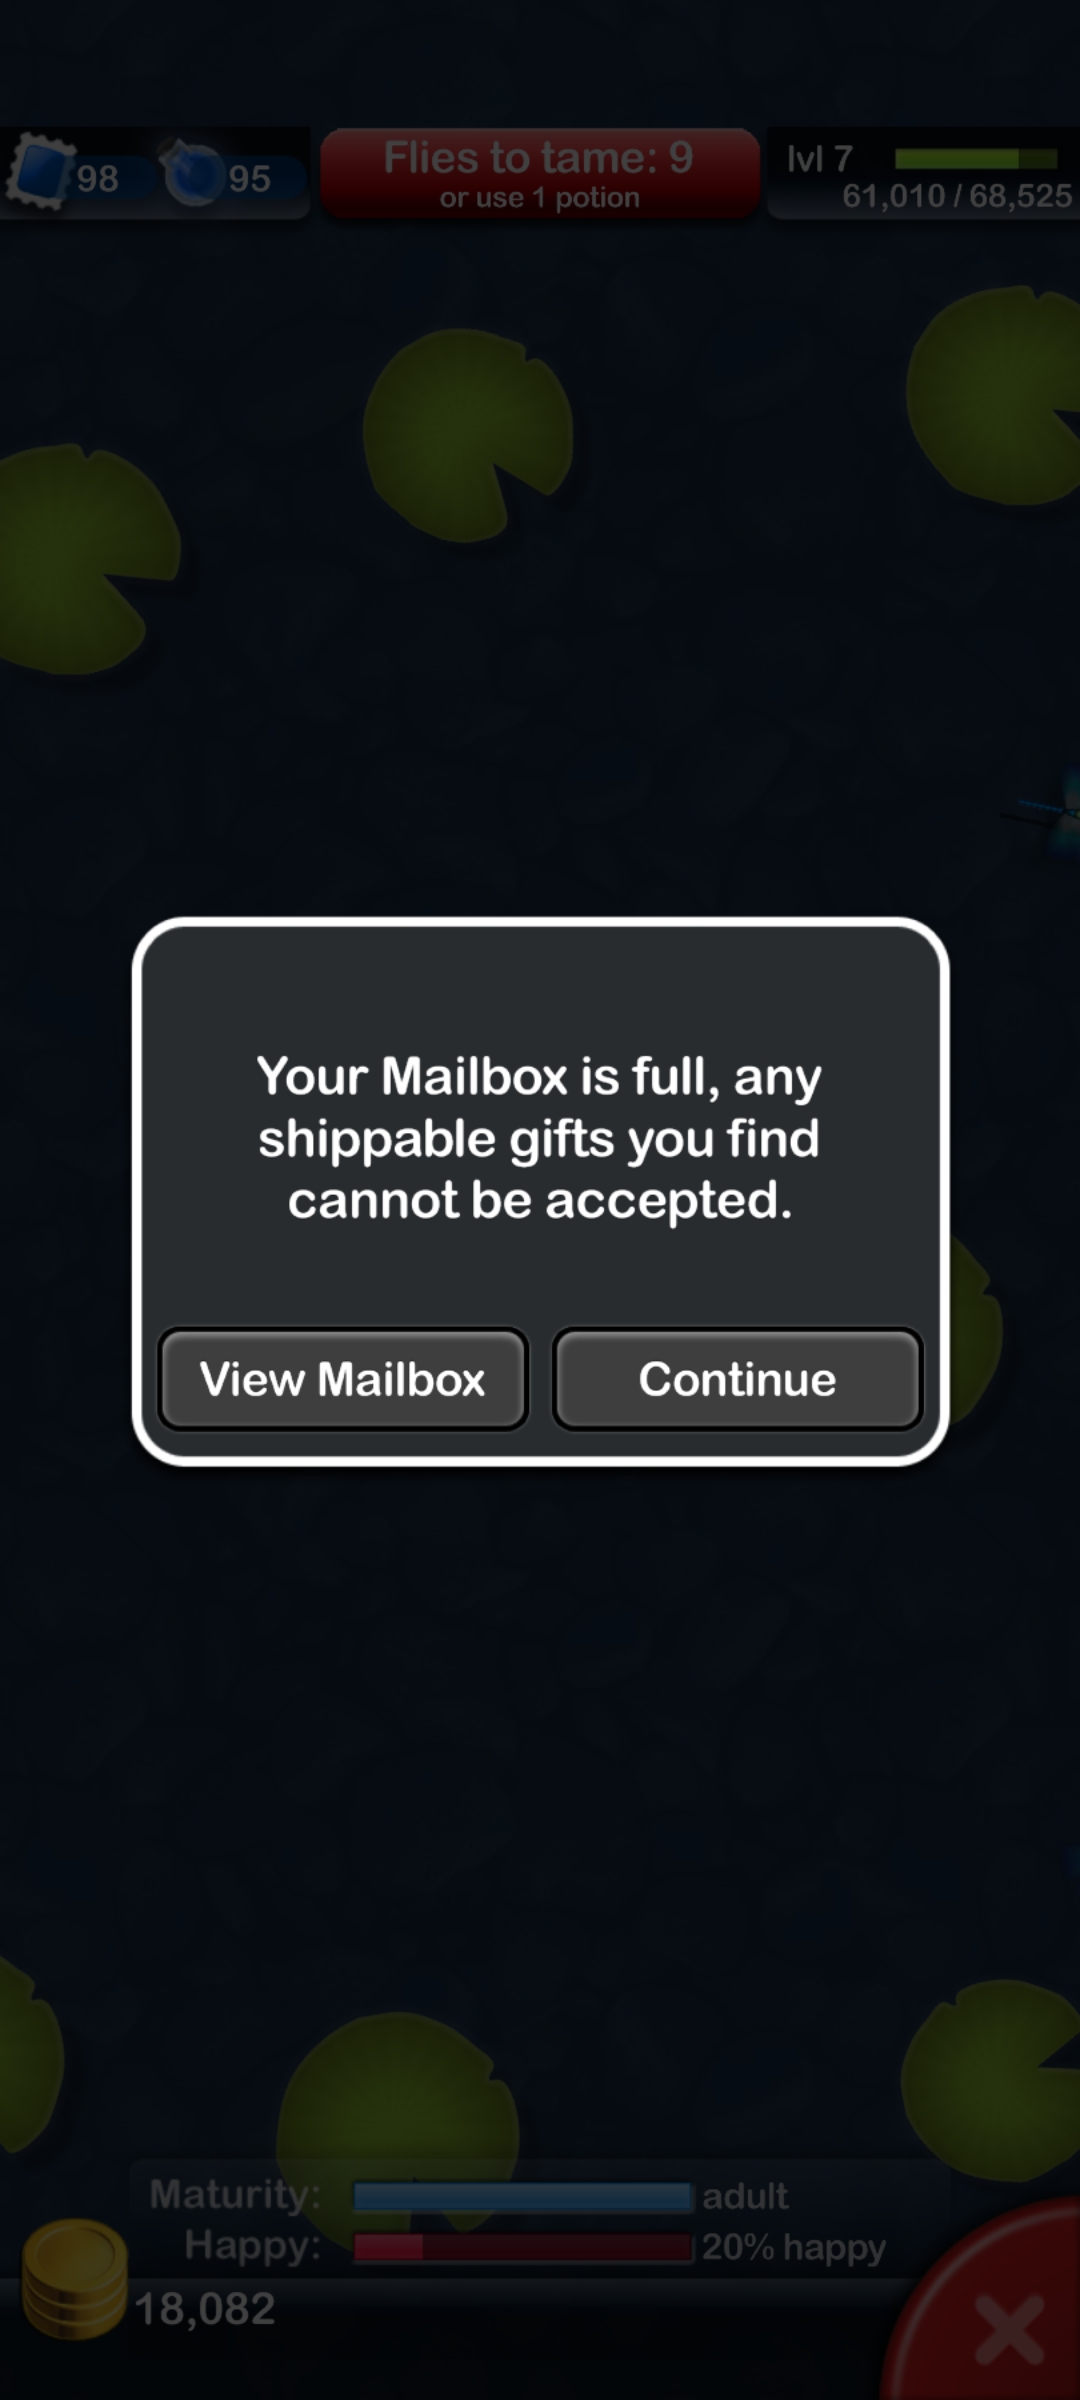 98
95
Flies to tame: 9
or use 1 potion
lvl 7
61,010 / 68,525
Your Mailbox is full, any
shippable gifts you find
cannot be accepted.
View Mailbox
Continue
Maturity: adult
Happy: 20% happy
18,082